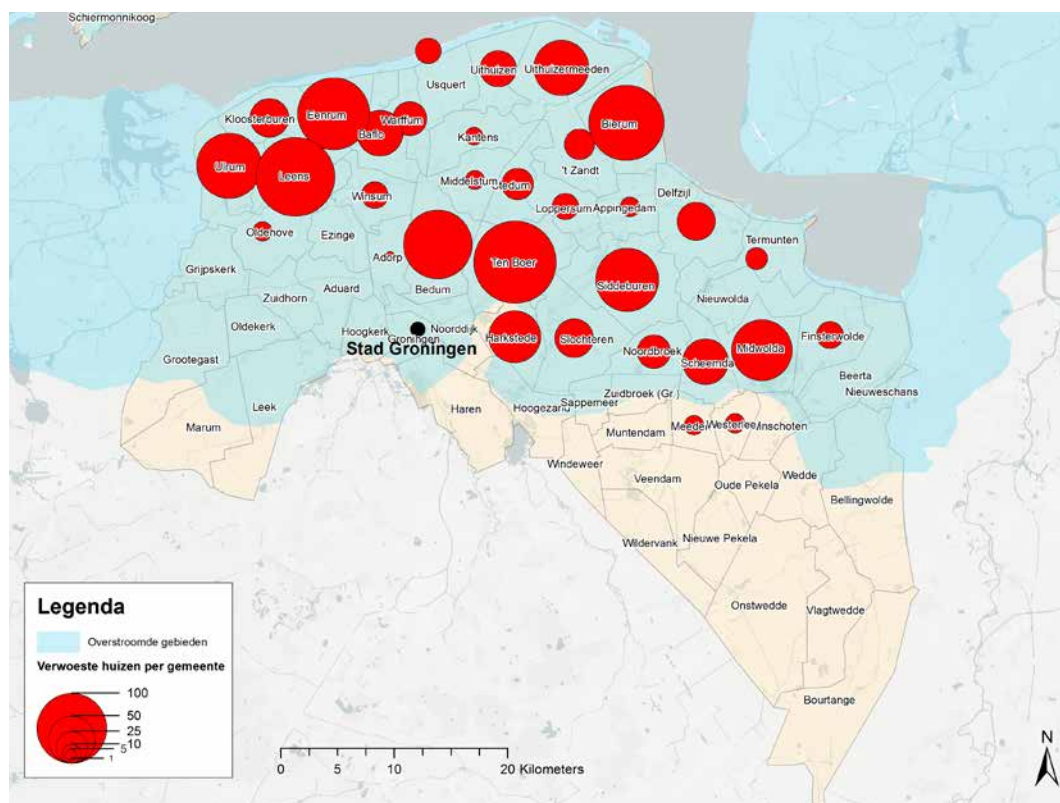 Schiermonnikoog
Usquert
Uithuizen
Uithuizermeeden
Kloosterburen
Eenrum
Warffum
Baflo
Bierum
Kantens
't Zandt
Ulrum
Leens
Middelstum
Stedum
Delfzijl
Winsum
Loppersum
Appingedam
Oldehove
Ezinge
Termunten
Adorp
Ten Boer
Grijpskerk
Siddeburen
Aduard
Bedum
Zuidhorn
Nieuwolda
Oldekerk
Hoogkerk
Noorddijk
Groningen
Stad Groningen
Harkstede
Slochteren
Noordbroek
Scheemda
Midwolda
Finsterwolde
Grootegast
Beerta
Nieuweschans
Leek
Haren
Hoogezand
Sappemeer
Zuidbroek (Gr.)
Marum
Muntendam
Meeden
Westerlee
Winschoten
Windeweer
Veendam
Oude Pekela
Wedde
Bellingwolde
Wildervank
Nieuwe Pekela
Onstwedde
Vlagtwedde
Bourtange
Legenda
Overstroomde gebieden
Verwoeste huizen per gemeente
100
50
25
10
5
1
0 5 10 20 Kilometers
N